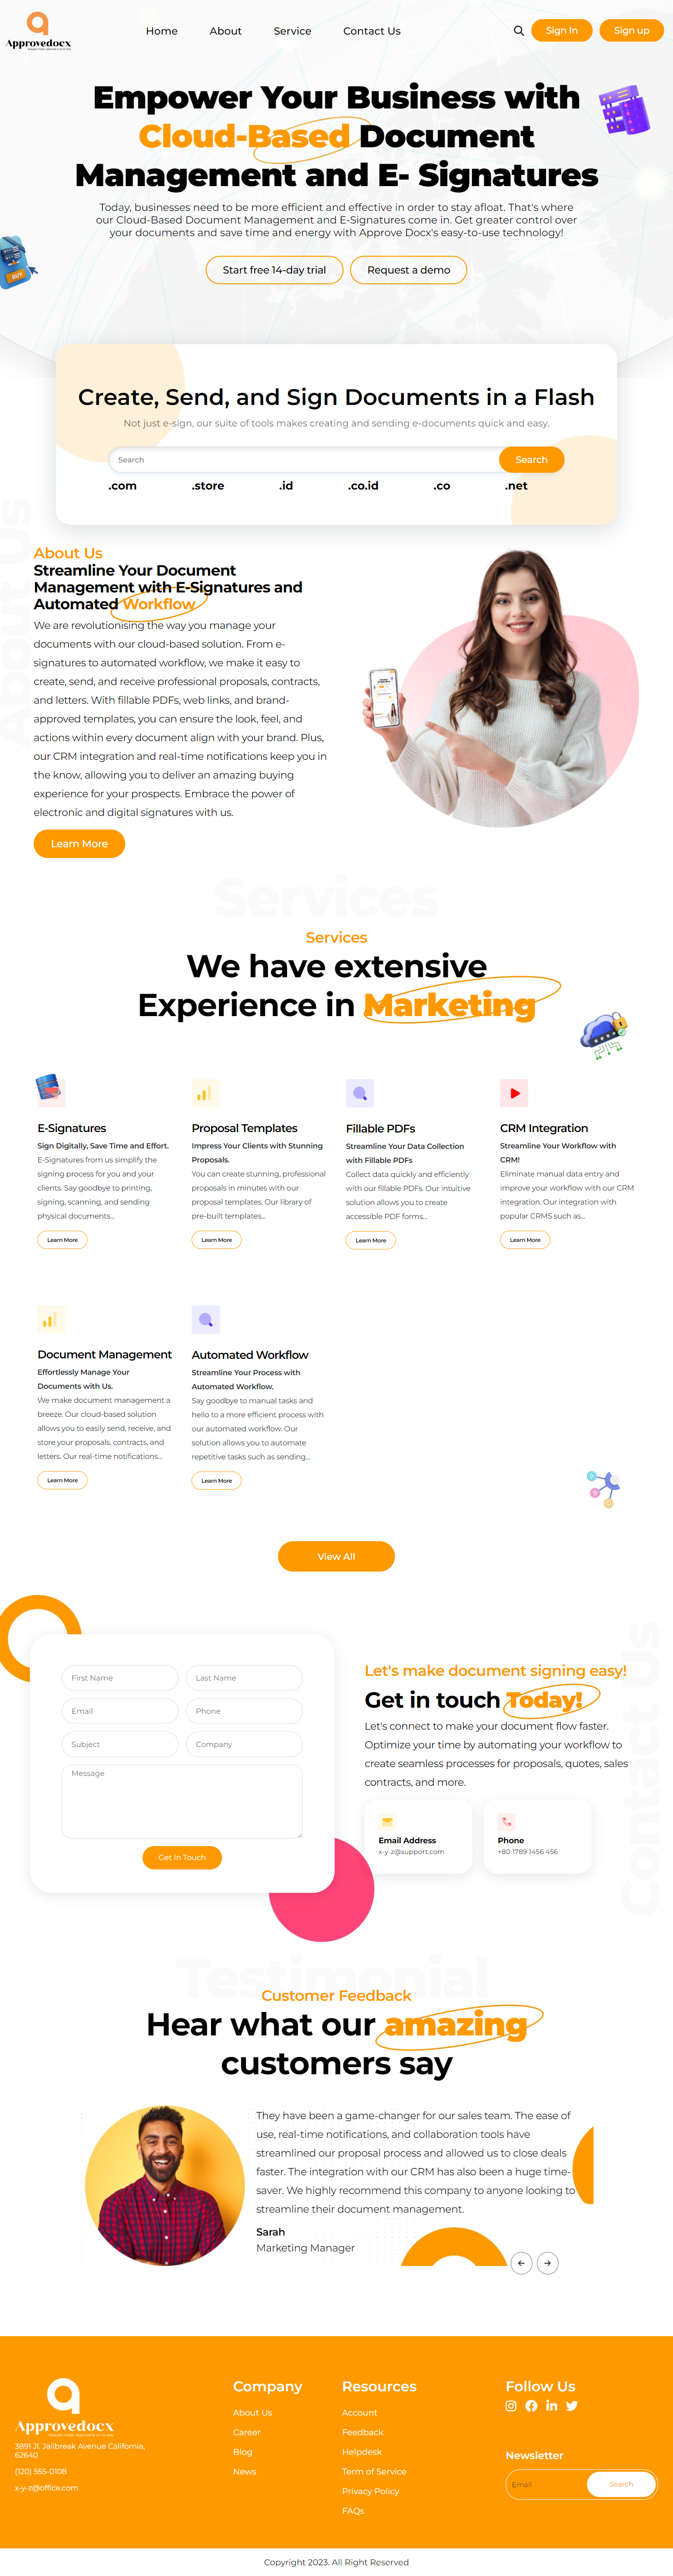 Approvedocx
Home About Service Contact Us
Sign In Sign up
Empower Your Business with
Cloud-Based Document
Management and E- Signatures
Today, businesses need to be more efficient and effective in order to stay afloat. That's where
our Cloud-Based Document Management and E-Signatures come in. Get greater control over
your documents and save time and energy with Approve Docx's easy-to-use technology!
BUY
Start free 14-day trial Request a demo
Create, Send, and Sign Documents in a Flash
Not just e-sign, our suite of tools makes creating and sending e-documents quick and easy.
Search Search
.com .store .id .co.id .co .net
About Us
About Us
Streamline Your Document
Management with E-Signatures and
Automated Workflow
We are revolutionising the way you manage your
documents with our cloud-based solution. From e-
signatures to automated workflow, we make it easy to
create, send, and receive professional proposals, contracts,
and letters. With fillable PDFs, web links, and brand-
approved templates, you can ensure the look, feel, and
actions within every document align with your brand. Plus,
our CRM integration and real-time notifications keep you in
the know, allowing you to deliver an amazing buying
experience for your prospects. Embrace the power of
electronic and digital signatures with us.
Learn More
Services
Services
We have extensive
Experience in Marketing
E-Signatures
Sign Digitally, Save Time and Effort.
E-Signatures from us simplify the
signing process for you and your
clients. Say goodbye to printing,
signing, scanning, and sending
physical documents...
Learn More
Proposal Templates
Impress Your Clients with Stunning
Proposals.
You can create stunning, professional
proposals in minutes with our
proposal templates. Our library of
pre-built templates...
Learn More
Fillable PDFs
Streamline Your Data Collection
with Fillable PDFs
Collect data quickly and efficiently
with our fillable PDFs. Our intuitive
solution allows you to create
accessible PDF forms...
Learn More
CRM Integration
Streamline Your Workflow with
CRM!
Eliminate manual data entry and
improve your workflow with our CRM
integration. Our integration with
popular CRMS such as...
Learn More
Document Management
Effortlessly Manage Your
Documents with Us.
We make document management a
breeze. Our cloud-based solution
allows you to easily send, receive, and
store your proposals, contracts, and
letters. Our real-time notifications...
Learn More
Automated Workflow
Streamline Your Process with
Automated Workflow.
Say goodbye to manual tasks and
hello to a more efficient process with
our automated workflow. Our
solution allows you to automate
repetitive tasks such as sending...
Learn More
View All
First Name Last Name
Email Phone
Subject Company
Message
Get In Touch
Contact Us
Let's make document signing easy!
Get in touch Today!
Let's connect to make your document flow faster.
Optimize your time by automating your workflow to
create seamless processes for proposals, quotes, sales
contracts, and more.
Email Address
x-y-z@support.com
Phone
+80 1789 1456 456
Testimonial
Customer Feedback
Hear what our amazing
customers say
They have been a game-changer for our sales team. The ease of
use, real-time notifications, and collaboration tools have
streamlined our proposal process and allowed us to close deals
faster. The integration with our CRM has also been a huge time-
saver. We highly recommend this company to anyone looking to
streamline their document management.
Sarah
Marketing Manager
Approvedocx
3891 Jl. Jailbreak Avenue California,
62640
(120) 555-0108
x-y-z@office.com
Company
About Us
Career
Blog
News
Resources
Account
Feedback
Helpdesk
Term of Service
Privacy Policy
FAQs
Follow Us
Newsletter
Email Search
Copyright 2023. All Right Reserved